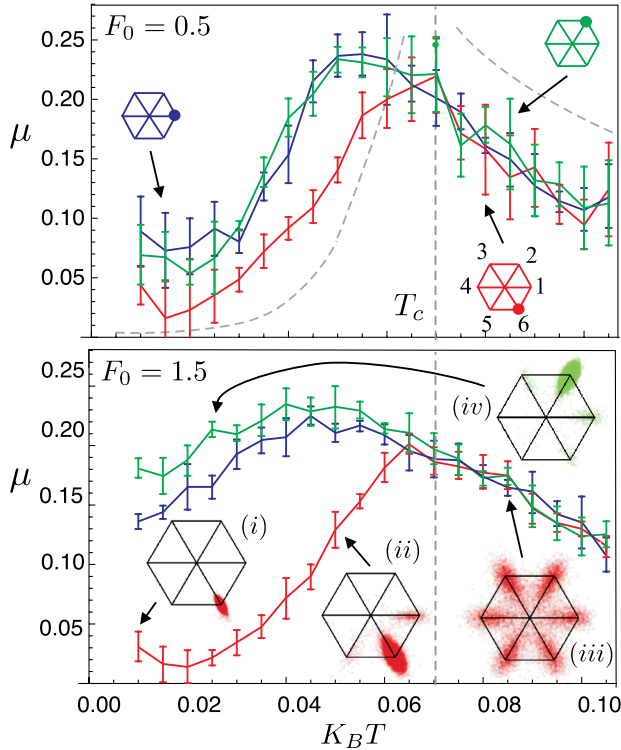 F₀ = 0.5
0.25
0.20
μ
0.15
0.10
0.05
T_c
3 2
4 1
5 6
F₀ = 1.5
0.25
(iv)
0.20
μ
0.15
(i)
(ii)
0.10
0.05
(iii)
0.00 0.02 0.04 0.06 0.08 0.10
K_B T